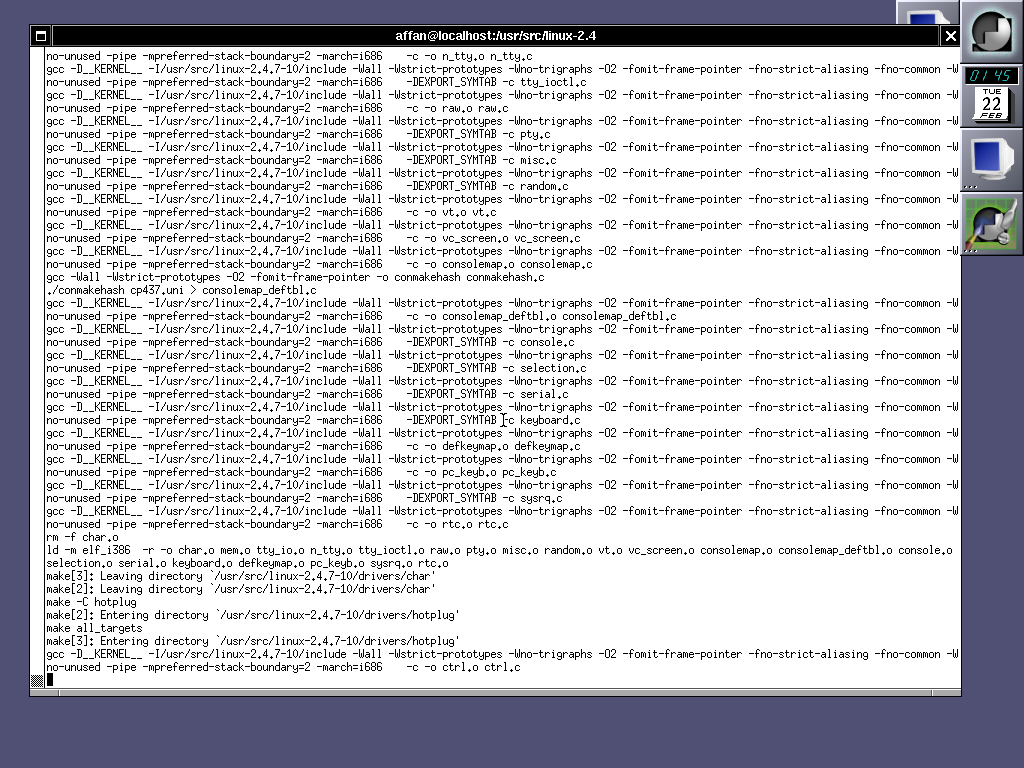 affan@localhost:/usr/src/linux-2.4
no-unused -pipe -mpreferred-stack-boundary=2 -march=i686    -c -o n_tty.o n_tty.c
gcc -D__KERNEL__ -I/usr/src/linux-2.4.7-10/include -Wall -Wstrict-prototypes -Wno-trigraphs -O2 -fomit-frame-pointer -fno-strict-aliasing -fno-common -W
no-unused -pipe -mpreferred-stack-boundary=2 -march=i686    -c tty_ioctl.c
gcc -D__KERNEL__ -I/usr/src/linux-2.4.7-10/include -Wall -Wstrict-prototypes -Wno-trigraphs -O2 -fomit-frame-pointer -fno-strict-aliasing -fno-common -W
no-unused -pipe -mpreferred-stack-boundary=2 -march=i686    -c -o raw.o raw.c
gcc -D__KERNEL__ -I/usr/src/linux-2.4.7-10/include -Wall -Wstrict-prototypes -Wno-trigraphs -O2 -fomit-frame-pointer -fno-strict-aliasing -fno-common -W
no-unused -pipe -mpreferred-stack-boundary=2 -march=i686    -DEXPORT_SYMTAB -c pty.c
gcc -D__KERNEL__ -I/usr/src/linux-2.4.7-10/include -Wall -Wstrict-prototypes -Wno-trigraphs -O2 -fomit-frame-pointer -fno-strict-aliasing -fno-common -W
no-unused -pipe -mpreferred-stack-boundary=2 -march=i686    -DEXPORT_SYMTAB -c misc.c
gcc -D__KERNEL__ -I/usr/src/linux-2.4.7-10/include -Wall -Wstrict-prototypes -Wno-trigraphs -O2 -fomit-frame-pointer -fno-strict-aliasing -fno-common -W
no-unused -pipe -mpreferred-stack-boundary=2 -march=i686    -DEXPORT_SYMTAB -c random.c
gcc -D__KERNEL__ -I/usr/src/linux-2.4.7-10/include -Wall -Wstrict-prototypes -Wno-trigraphs -O2 -fomit-frame-pointer -fno-strict-aliasing -fno-common -W
no-unused -pipe -mpreferred-stack-boundary=2 -march=i686    -c -o vt.o vt.c
gcc -D__KERNEL__ -I/usr/src/linux-2.4.7-10/include -Wall -Wstrict-prototypes -Wno-trigraphs -O2 -fomit-frame-pointer -fno-strict-aliasing -fno-common -W
no-unused -pipe -mpreferred-stack-boundary=2 -march=i686    -c -o vc_screen.o vc_screen.c
gcc -D__KERNEL__ -I/usr/src/linux-2.4.7-10/include -Wall -Wstrict-prototypes -Wno-trigraphs -O2 -fomit-frame-pointer -fno-strict-aliasing -fno-common -W
no-unused -pipe -mpreferred-stack-boundary=2 -march=i686    -c -o consolemap.o consolemap.c
gcc -Wall -Wstrict-prototypes -O2 -fomit-frame-pointer -o conmakehash conmakehash.c
./conmakehash cp437.uni > consolemap_deftbl.c
gcc -D__KERNEL__ -I/usr/src/linux-2.4.7-10/include -Wall -Wstrict-prototypes -Wno-trigraphs -O2 -fomit-frame-pointer -fno-strict-aliasing -fno-common -W
no-unused -pipe -mpreferred-stack-boundary=2 -march=i686    -c -o consolemap_deftbl.o consolemap_deftbl.c
gcc -D__KERNEL__ -I/usr/src/linux-2.4.7-10/include -Wall -Wstrict-prototypes -Wno-trigraphs -O2 -fomit-frame-pointer -fno-strict-aliasing -fno-common -W
no-unused -pipe -mpreferred-stack-boundary=2 -march=i686    -DEXPORT_SYMTAB -c console.c
gcc -D__KERNEL__ -I/usr/src/linux-2.4.7-10/include -Wall -Wstrict-prototypes -Wno-trigraphs -O2 -fomit-frame-pointer -fno-strict-aliasing -fno-common -W
no-unused -pipe -mpreferred-stack-boundary=2 -march=i686    -DEXPORT_SYMTAB -c selection.c
gcc -D__KERNEL__ -I/usr/src/linux-2.4.7-10/include -Wall -Wstrict-prototypes -Wno-trigraphs -O2 -fomit-frame-pointer -fno-strict-aliasing -fno-common -W
no-unused -pipe -mpreferred-stack-boundary=2 -march=i686    -DEXPORT_SYMTAB -c serial.c
gcc -D__KERNEL__ -I/usr/src/linux-2.4.7-10/include -Wall -Wstrict-prototypes -Wno-trigraphs -O2 -fomit-frame-pointer -fno-strict-aliasing -fno-common -W
no-unused -pipe -mpreferred-stack-boundary=2 -march=i686    -DEXPORT_SYMTAB -c keyboard.c
gcc -D__KERNEL__ -I/usr/src/linux-2.4.7-10/include -Wall -Wstrict-prototypes -Wno-trigraphs -O2 -fomit-frame-pointer -fno-strict-aliasing -fno-common -W
no-unused -pipe -mpreferred-stack-boundary=2 -march=i686    -c -o defkeymap.o defkeymap.c
gcc -D__KERNEL__ -I/usr/src/linux-2.4.7-10/include -Wall -Wstrict-prototypes -Wno-trigraphs -O2 -fomit-frame-pointer -fno-strict-aliasing -fno-common -W
no-unused -pipe -mpreferred-stack-boundary=2 -march=i686    -c -o pc_keyb.o pc_keyb.c
gcc -D__KERNEL__ -I/usr/src/linux-2.4.7-10/include -Wall -Wstrict-prototypes -Wno-trigraphs -O2 -fomit-frame-pointer -fno-strict-aliasing -fno-common -W
no-unused -pipe -mpreferred-stack-boundary=2 -march=i686    -DEXPORT_SYMTAB -c sysrq.c
gcc -D__KERNEL__ -I/usr/src/linux-2.4.7-10/include -Wall -Wstrict-prototypes -Wno-trigraphs -O2 -fomit-frame-pointer -fno-strict-aliasing -fno-common -W
no-unused -pipe -mpreferred-stack-boundary=2 -march=i686    -c -o rtc.o rtc.c
rm -f char.o
ld -m elf_i386  -r -o char.o mem.o tty_io.o n_tty.o tty_ioctl.o raw.o pty.o misc.o random.o vt.o vc_screen.o consolemap.o consolemap_deftbl.o console.o
selection.o serial.o keyboard.o defkeymap.o pc_keyb.o sysrq.o rtc.o
make[3]: Leaving directory `/usr/src/linux-2.4.7-10/drivers/char'
make[2]: Leaving directory `/usr/src/linux-2.4.7-10/drivers/char'
make -C hotplug
make[2]: Entering directory `/usr/src/linux-2.4.7-10/drivers/hotplug'
make all_targets
make[3]: Entering directory `/usr/src/linux-2.4.7-10/drivers/hotplug'
gcc -D__KERNEL__ -I/usr/src/linux-2.4.7-10/include -Wall -Wstrict-prototypes -Wno-trigraphs -O2 -fomit-frame-pointer -fno-strict-aliasing -fno-common -W
no-unused -pipe -mpreferred-stack-boundary=2 -march=i686    -c -o ctrl.o ctrl.c
01:45
TUE
22
FEB